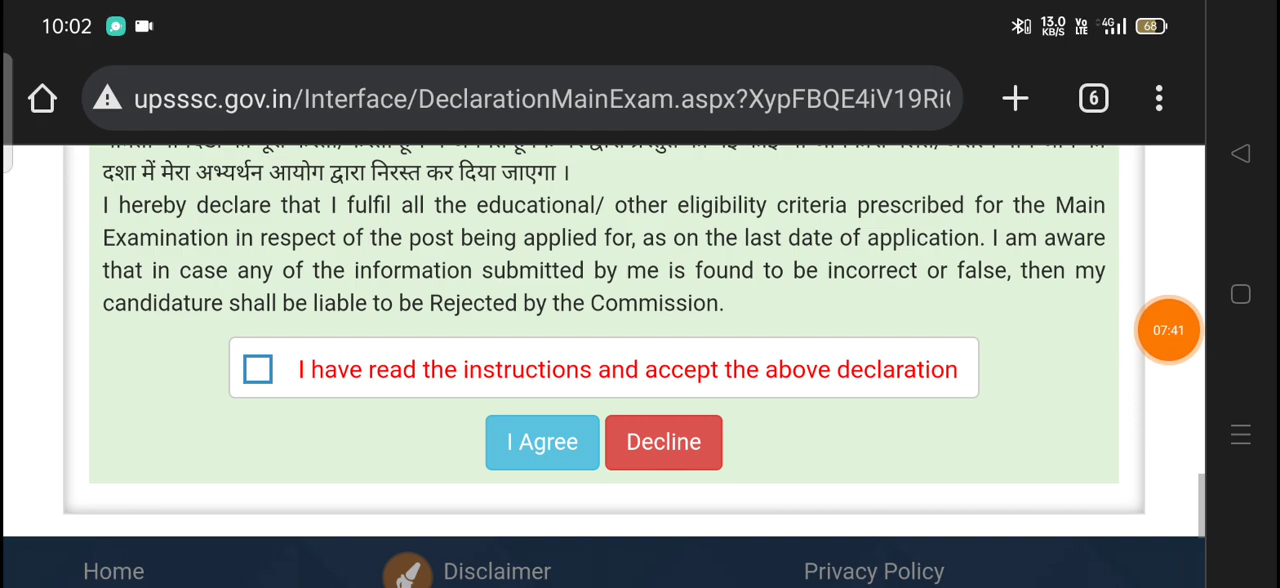 10:02
13.0 KB/S
Vo LTE
4G
68
upsssc.gov.in/Interface/DeclarationMainExam.aspx?XypFBQE4iV19Ri
6
दशा में मेरा अभ्यर्थन आयोग द्वारा निरस्त कर दिया जाएगा ।
I hereby declare that I fulfil all the educational/ other eligibility criteria prescribed for the Main
Examination in respect of the post being applied for, as on the last date of application. I am aware
that in case any of the information submitted by me is found to be incorrect or false, then my
candidature shall be liable to be Rejected by the Commission.
07:41
I have read the instructions and accept the above declaration
I Agree
Decline
Home
Disclaimer
Privacy Policy